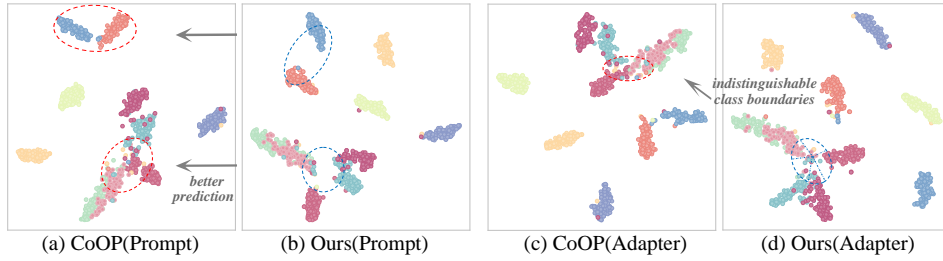 indistinguishable
class boundaries
better
prediction
(a) CoOP(Prompt)
(b) Ours(Prompt)
(c) CoOP(Adapter)
(d) Ours(Adapter)